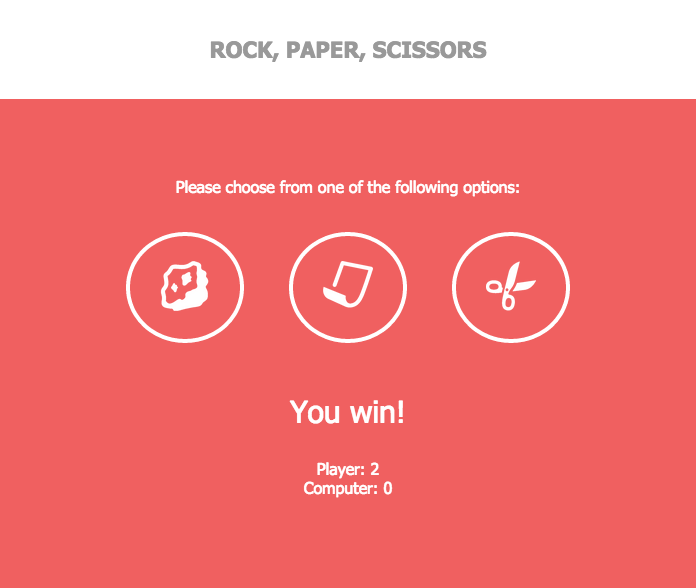 ROCK, PAPER, SCISSORS
Please choose from one of the following options:
You win!
Player: 2
Computer: 0